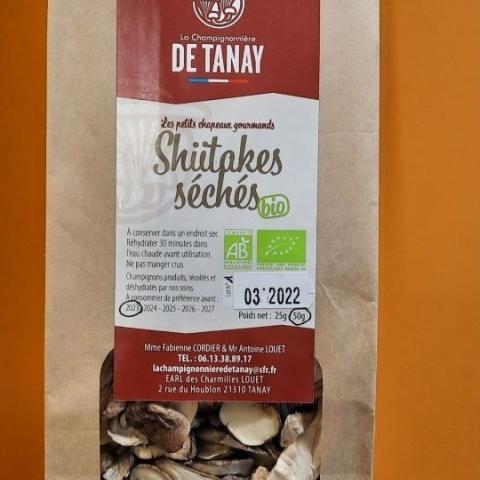 La Champignonnière
DE TANAY
Les petits chapeaux gourmands
Shiitakes
séchés
bio
À conserver dans un endroit sec
Réhydrater 30 minutes dans
l'eau chaude avant utilisation.
Ne pas manger crus
Champignons produits, récoltés et
déshydratés par nos soins.
À consommer de préférence avant :
2023 - 2024 - 2025 - 2026 - 2027
AB
Lot N° A
03 2022
Poids net : 25g 50g
Mme Fabienne CORDIER & Mr Antoine LOUET
TEL. : 06.13.38.89.17
lachampignonnieredetanay@sfr.fr
EARL des Charmilles LOUET
2 rue du Houblon 21310 TANAY